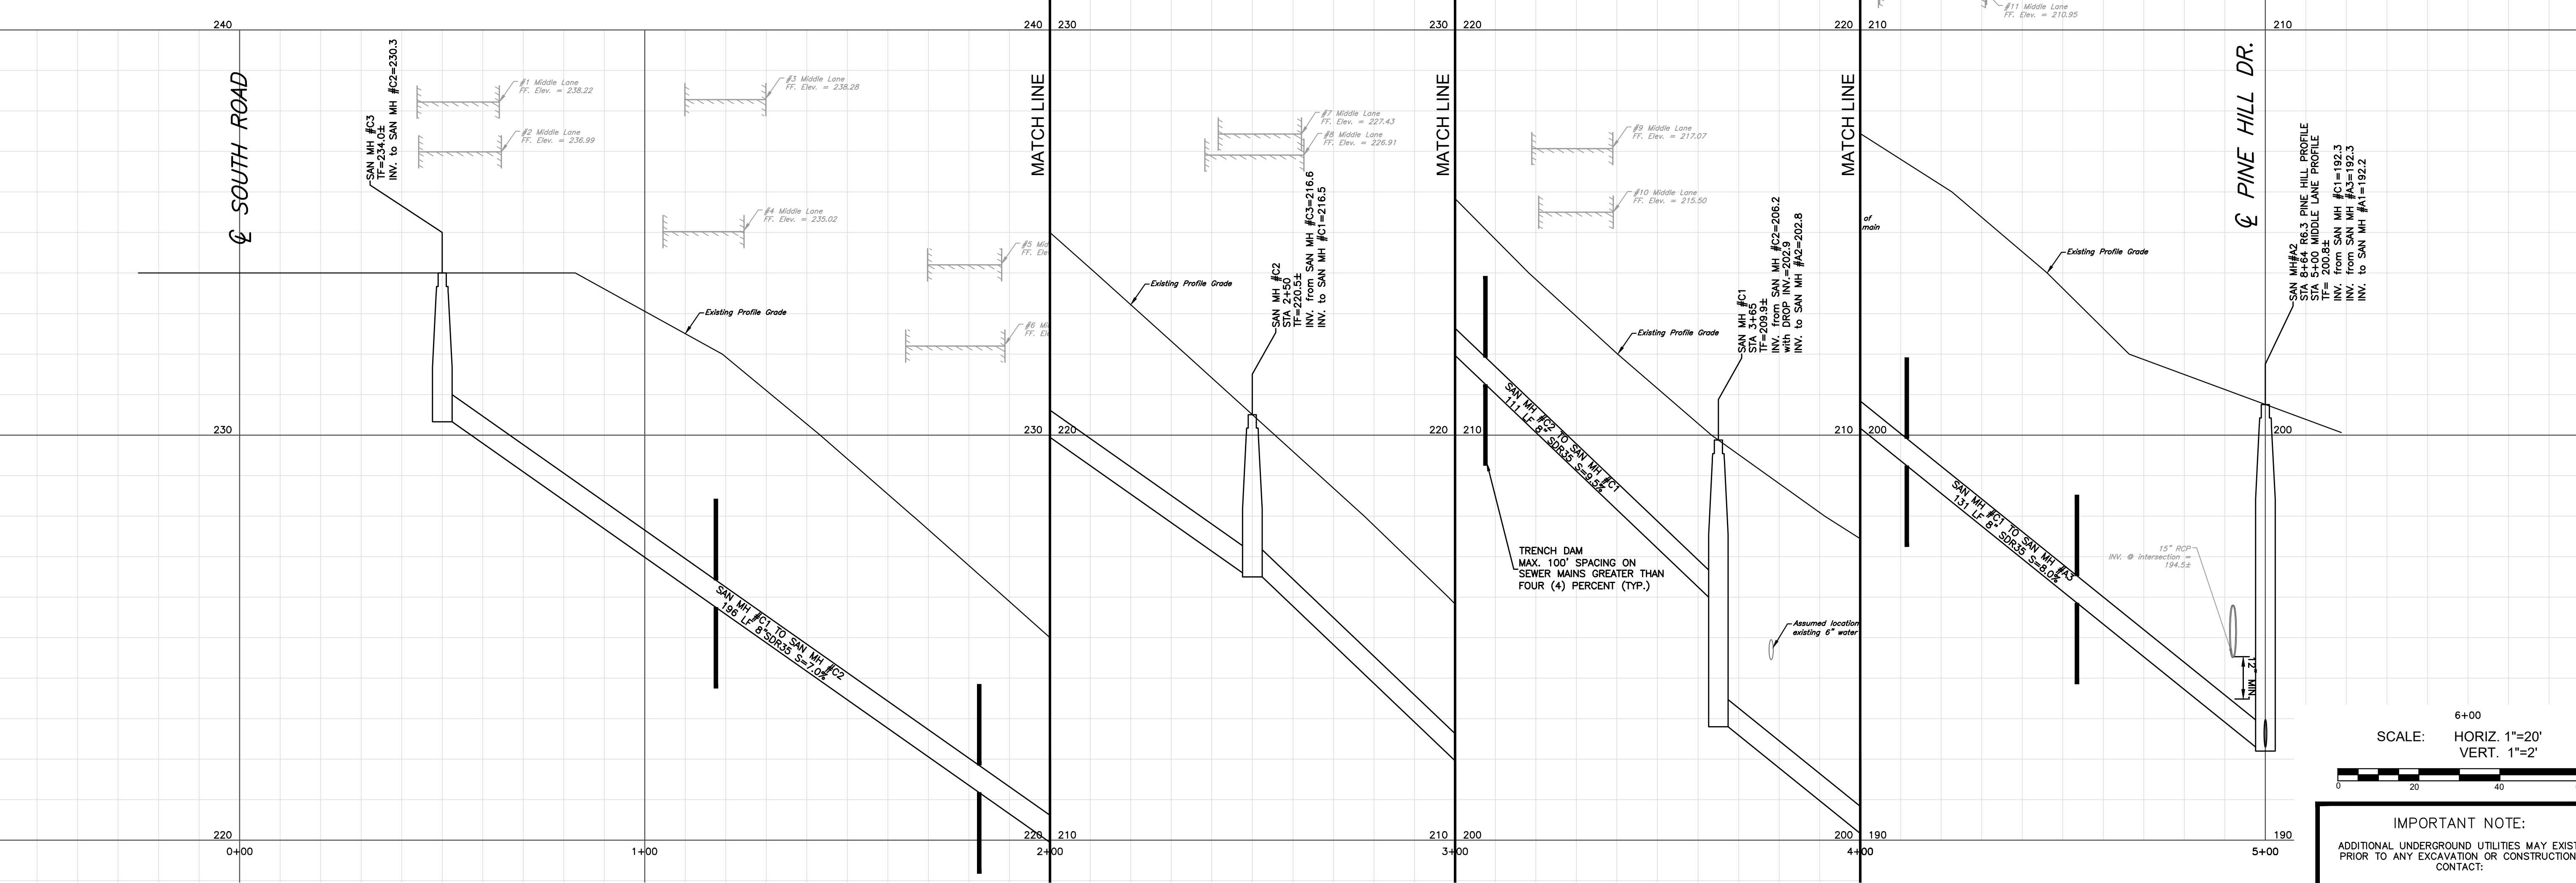 240
240
230
230
220
220
210
210
℄ SOUTH ROAD
SAN MH #C3
TF=234.0±
INV. to SAN MH #C2=230.3
#1 Middle Lane
FF. Elev. = 238.22
#2 Middle Lane
FF. Elev. = 236.99
#3 Middle Lane
FF. Elev. = 238.28
#4 Middle Lane
FF. Elev. = 235.02
#5 Mid
FF. Ele
#6 Mi
FF. El
Existing Profile Grade
SAN MH #C1 TO SAN MH #C2
196 LF 8"SDR35 S=7.0%
MATCH LINE
#7 Middle Lane
FF. Elev. = 227.43
#8 Middle Lane
FF. Elev. = 226.91
Existing Profile Grade
SAN MH #C2
STA 2+50
TF=220.5±
INV. from SAN MH #C3=216.6
INV. to SAN MH #C1=216.5
MATCH LINE
#9 Middle Lane
FF. Elev. = 217.07
#10 Middle Lane
FF. Elev. = 215.50
Existing Profile Grade
SAN MH #C2 TO SAN MH #C1
111 LF 8" SDR35 S=9.5%
TRENCH DAM
MAX. 100' SPACING ON
SEWER MAINS GREATER THAN
FOUR (4) PERCENT (TYP.)
SAN MH #C1
STA 3+65
TF=209.9±
INV. from SAN MH #C2=206.2
with DROP INV.=202.9
INV. to SAN MH #A2=202.8
Assumed location
existing 6" water
MATCH LINE
of
main
#11 Middle Lane
FF. Elev. = 210.95
Existing Profile Grade
SAN MH #C1 TO SAN MH #A3
131 LF 8" SDR35 S=8.0%
15" RCP
INV. @ intersection =
194.5±
12" MIN
℄ PINE HILL DR.
SAN MH#A2
STA 8+64 R6.3 PINE HILL PROFILE
STA 5+00 MIDDLE LANE PROFILE
TF= 200.8±
INV. from SAN MH #C1=192.3
INV. from SAN MH #A3=192.3
INV. to SAN MH #A1=192.2
230
230
220
220
210
210
200
200
220
220
210
210
200
200
190
190
0+00
1+00
2+00
3+00
4+00
5+00
6+00
SCALE: HORIZ. 1"=20'
VERT. 1"=2'
0 20 40
IMPORTANT NOTE:
ADDITIONAL UNDERGROUND UTILITIES MAY EXIST
PRIOR TO ANY EXCAVATION OR CONSTRUCTION
CONTACT: